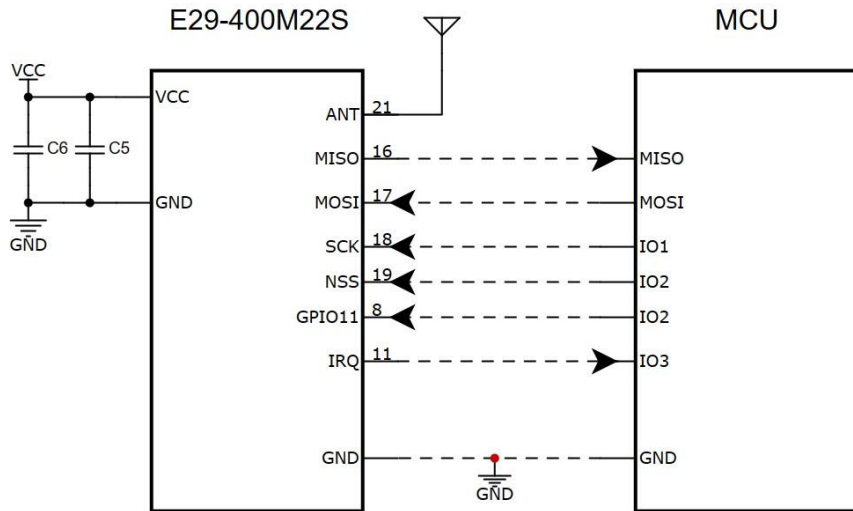 E29-400M22S MCU
VCC
VCC
ANT 21
C6 C5
MISO 16 MISO
GND
MOSI 17 MOSI
GND
SCK 18 IO1
NSS 19 IO2
GPIO11 8 IO2
IRQ 11 IO3
GND GND
GND